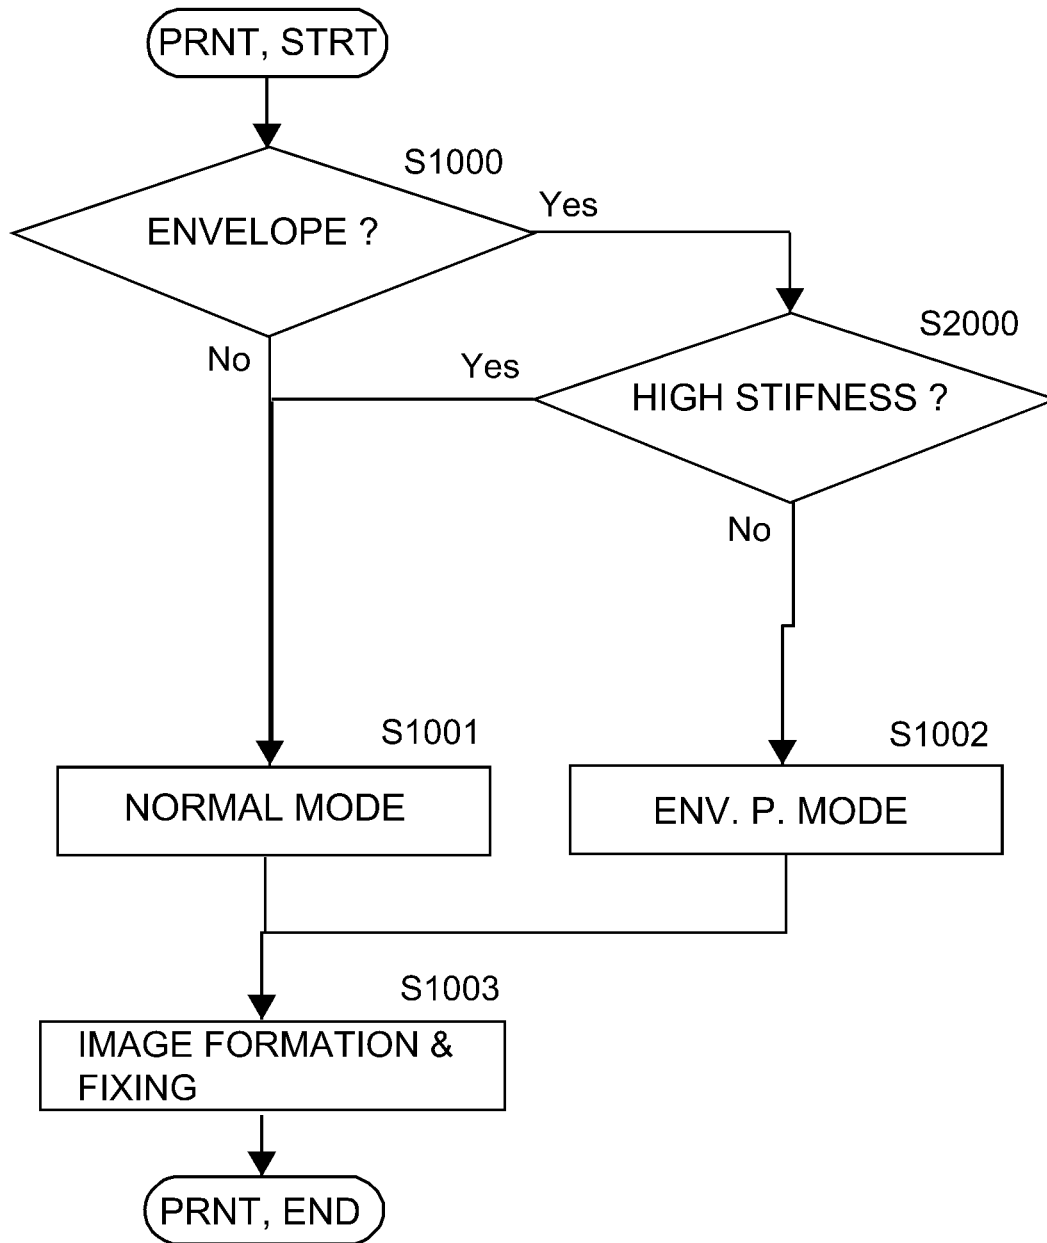 PRNT, STRT
S1000
ENVELOPE ?
Yes
S2000
No
Yes
HIGH STIFNESS ?
No
S1001
S1002
NORMAL MODE
ENV. P. MODE
S1003
IMAGE FORMATION &
FIXING
PRNT, END